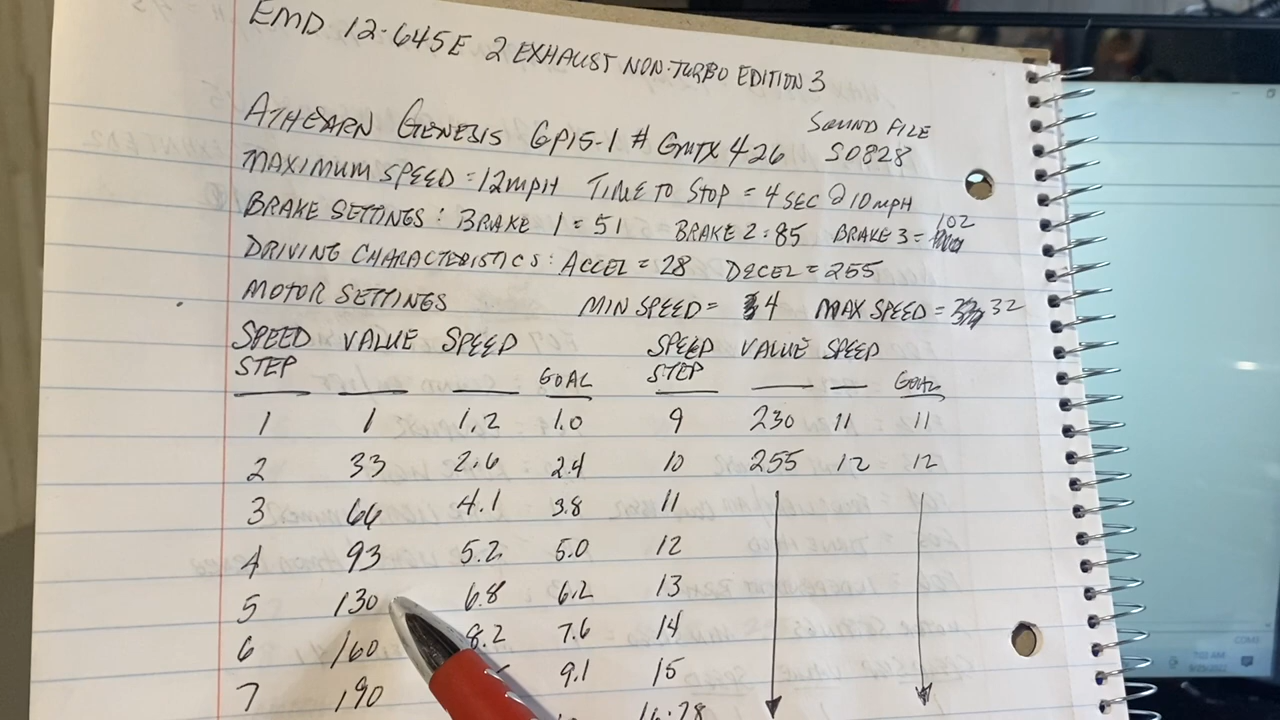 EMD 12-645E 2 EXHAUST NON-TURBO EDITION 3
ATHEARN GENESIS GP15-1 # GMTX 426 SOUND FILE S0828
MAXIMUM SPEED = 12MPH TIME TO STOP = 4 SEC @ 10 MPH
BRAKE SETTINGS: BRAKE 1 = 51 BRAKE 2 = 85 BRAKE 3 = 102
DRIVING CHARACTERISTICS: ACCEL = 28 DECEL = 255
MOTOR SETTINGS MIN SPEED = 4 MAX SPEED = 32
SPEED STEP VALUE SPEED GOAL SPEED STEP VALUE SPEED GOAL
1 1 1.2 1.0 9 230 11 11
2 33 2.6 2.4 10 255 12 12
3 66 4.1 3.8 11
4 93 5.2 5.0 12
5 130 6.8 6.2 13
6 160 8.2 7.6 14
7 190 9.1 15
16-28